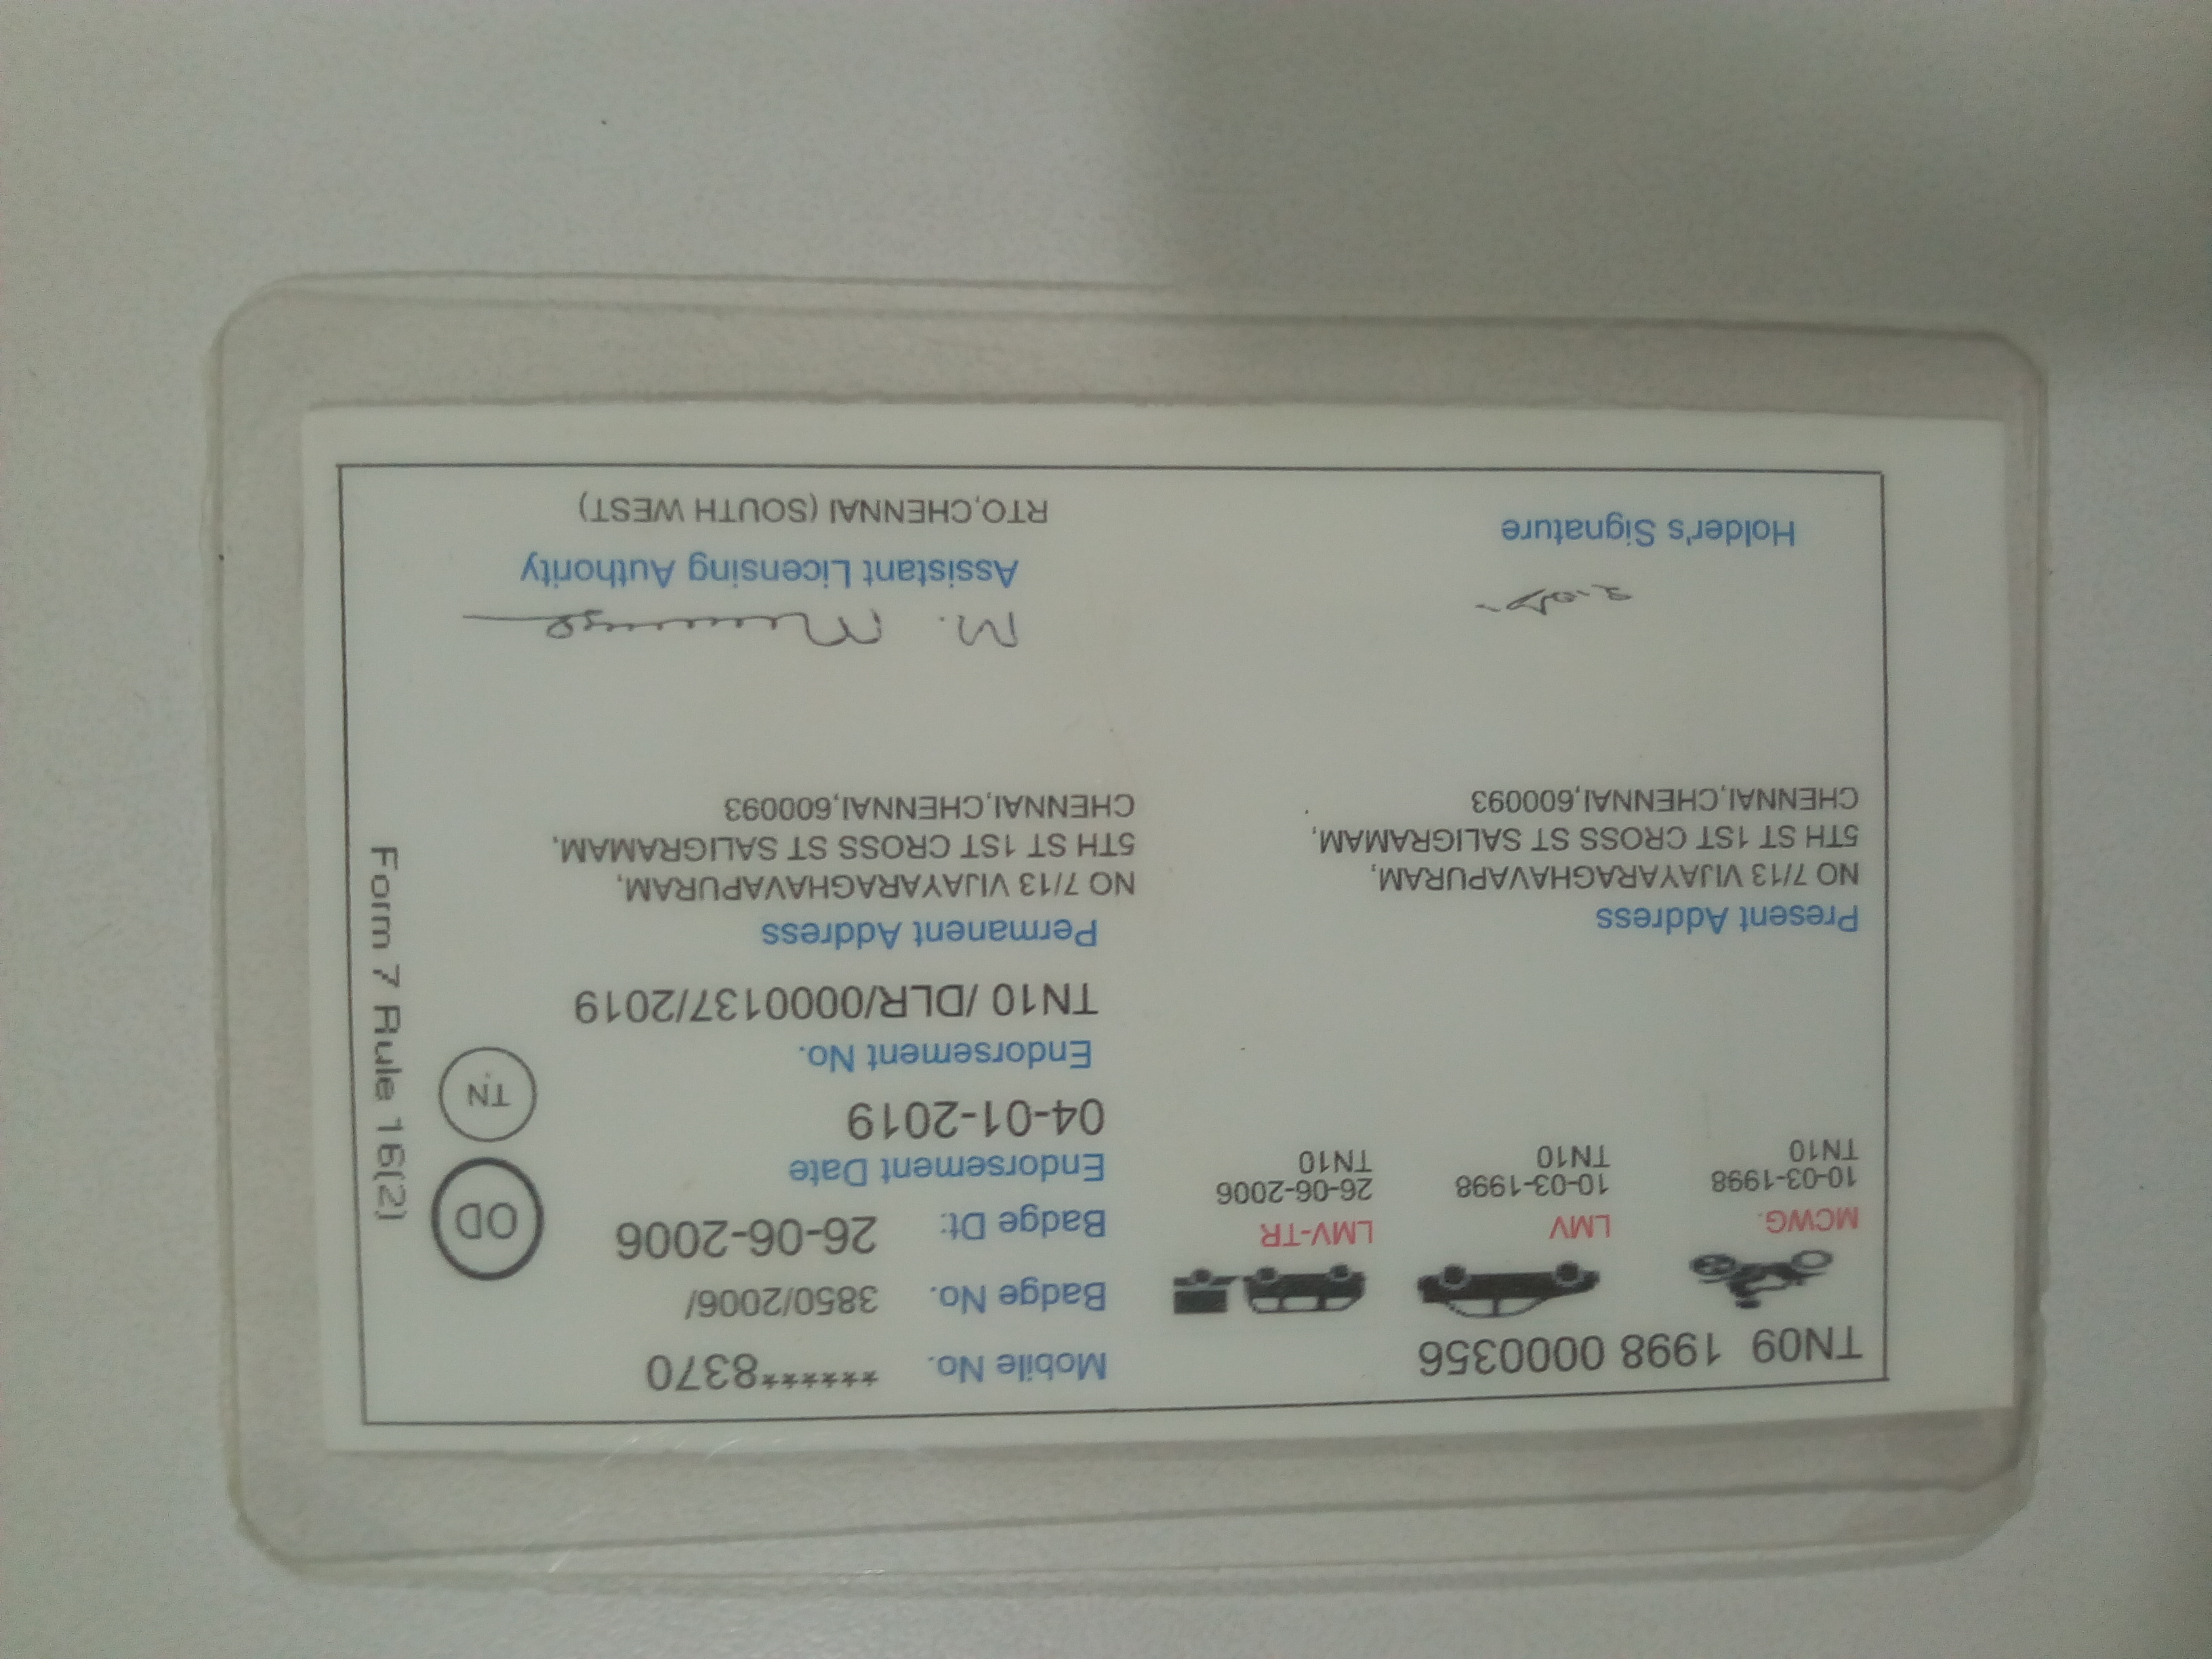 TN09 1998 0000356
MCWG.
10-03-1998
TN10
LMV
10-03-1998
TN10
LMV-TR
26-06-2006
TN10
Mobile No. ******8370
Badge No. 3850/2006/
Badge Dt: 26-06-2006
Endorsement Date
04-01-2019
Endorsement No.
TN10 /DLR/0000137/2019
OD
TN
Form 7 Rule 16(2)
Present Address
NO 7/13 VIJAYARAGHAVAPURAM,
5TH ST 1ST CROSS ST SALIGRAMAM,
CHENNAI,CHENNAI,600093
Permanent Address
NO 7/13 VIJAYARAGHAVAPURAM,
5TH ST 1ST CROSS ST SALIGRAMAM,
CHENNAI,CHENNAI,600093
Holder's Signature
M.
Assistant Licensing Authority
RTO,CHENNAI (SOUTH WEST)